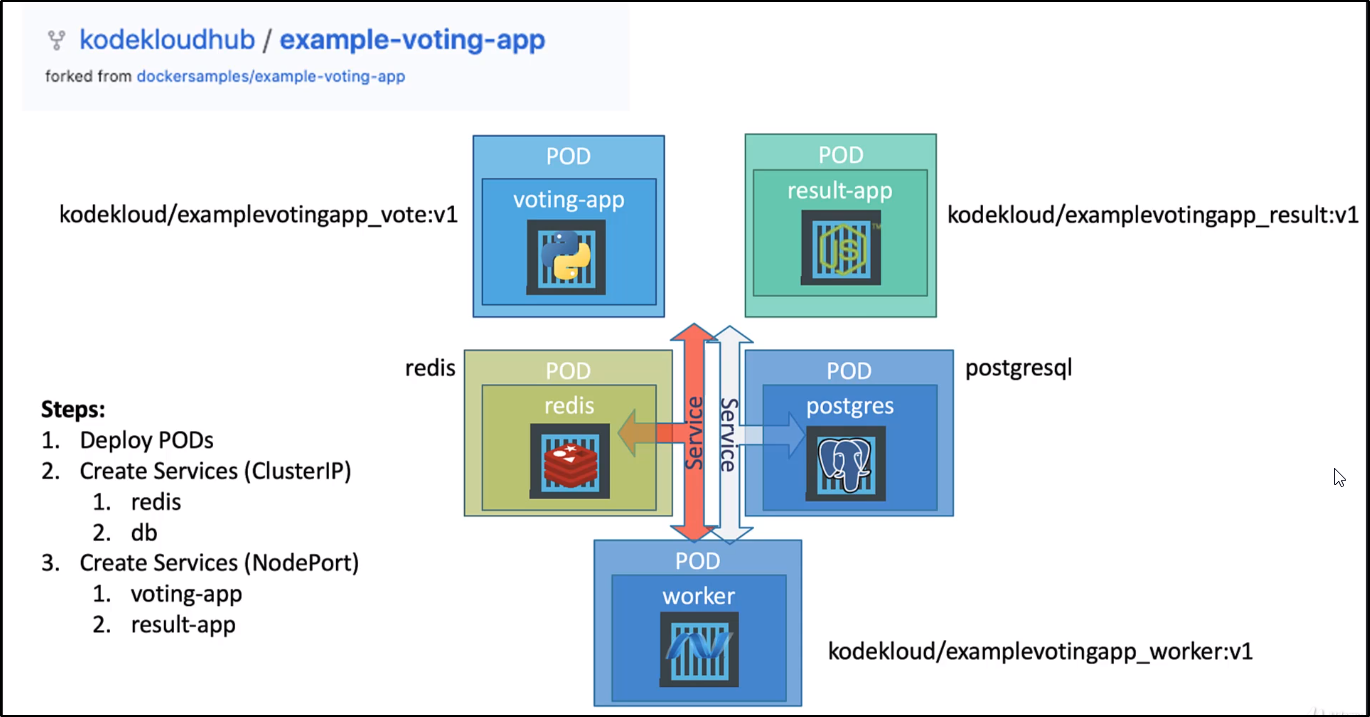 kodekloudhub / example-voting-app
forked from dockersamples/example-voting-app
POD
voting-app
kodekloud/examplevotingapp_vote:v1
POD
result-app
JS
TM
kodekloud/examplevotingapp_result:v1
redis
POD
redis
Service
Service
POD
postgres
postgresql
Steps:
1. Deploy PODs
2. Create Services (ClusterIP)
1. redis
2. db
3. Create Services (NodePort)
1. voting-app
2. result-app
POD
worker
kodekloud/examplevotingapp_worker:v1